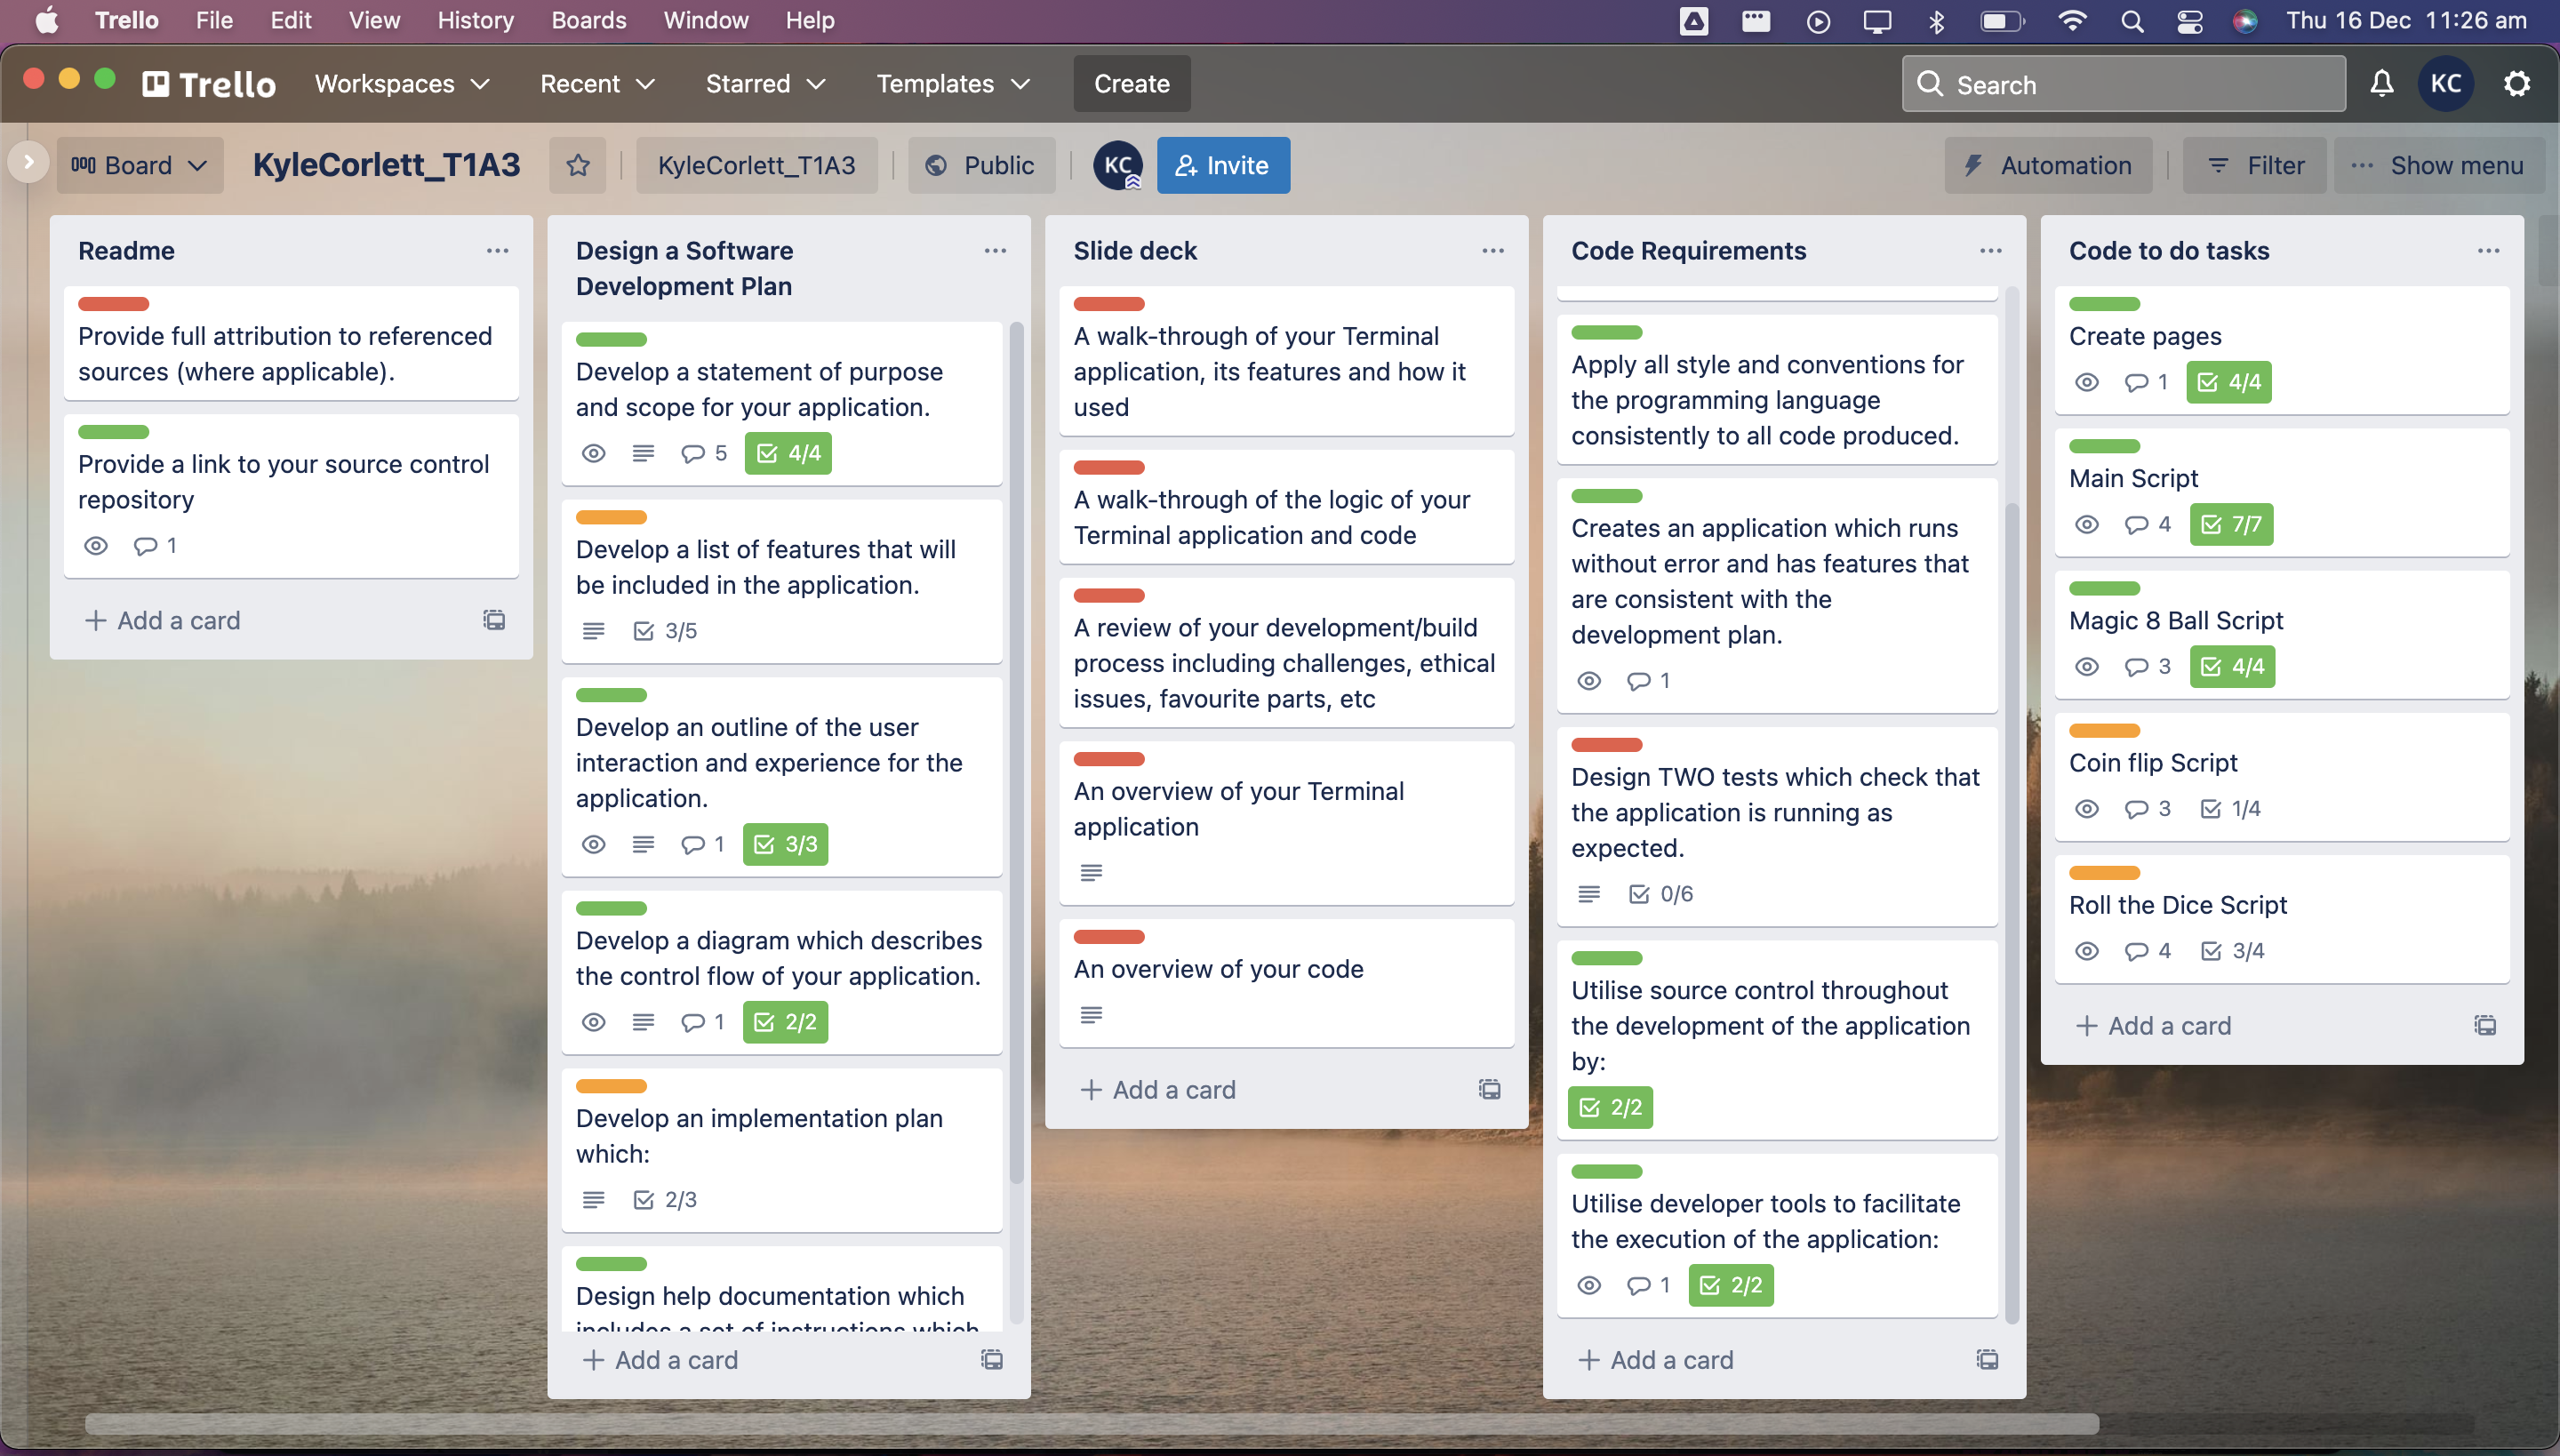 Trello File Edit View History Boards Window Help Thu 16 Dec 11:26 am
Trello Workspaces Recent Starred Templates Create Search KC
Board KyleCorlett_T1A3 KyleCorlett_T1A3 Public KC Invite Automation Filter Show menu
Readme
Provide full attribution to referenced
sources (where applicable).
Provide a link to your source control
repository
1
Add a card
Design a Software
Development Plan
Develop a statement of purpose
and scope for your application.
5 4/4
Develop a list of features that will
be included in the application.
3/5
Develop an outline of the user
interaction and experience for the
application.
1 3/3
Develop a diagram which describes
the control flow of your application.
1 2/2
Develop an implementation plan
which:
2/3
Design help documentation which
includes a set of instructions which
Add a card
Slide deck
A walk-through of your Terminal
application, its features and how it
used
A walk-through of the logic of your
Terminal application and code
A review of your development/build
process including challenges, ethical
issues, favourite parts, etc
An overview of your Terminal
application
An overview of your code
Add a card
Code Requirements
Apply all style and conventions for
the programming language
consistently to all code produced.
Creates an application which runs
without error and has features that
are consistent with the
development plan.
1
Design TWO tests which check that
the application is running as
expected.
0/6
Utilise source control throughout
the development of the application
by:
2/2
Utilise developer tools to facilitate
the execution of the application:
1 2/2
Add a card
Code to do tasks
Create pages
1 4/4
Main Script
4 7/7
Magic 8 Ball Script
3 4/4
Coin flip Script
3 1/4
Roll the Dice Script
4 3/4
Add a card